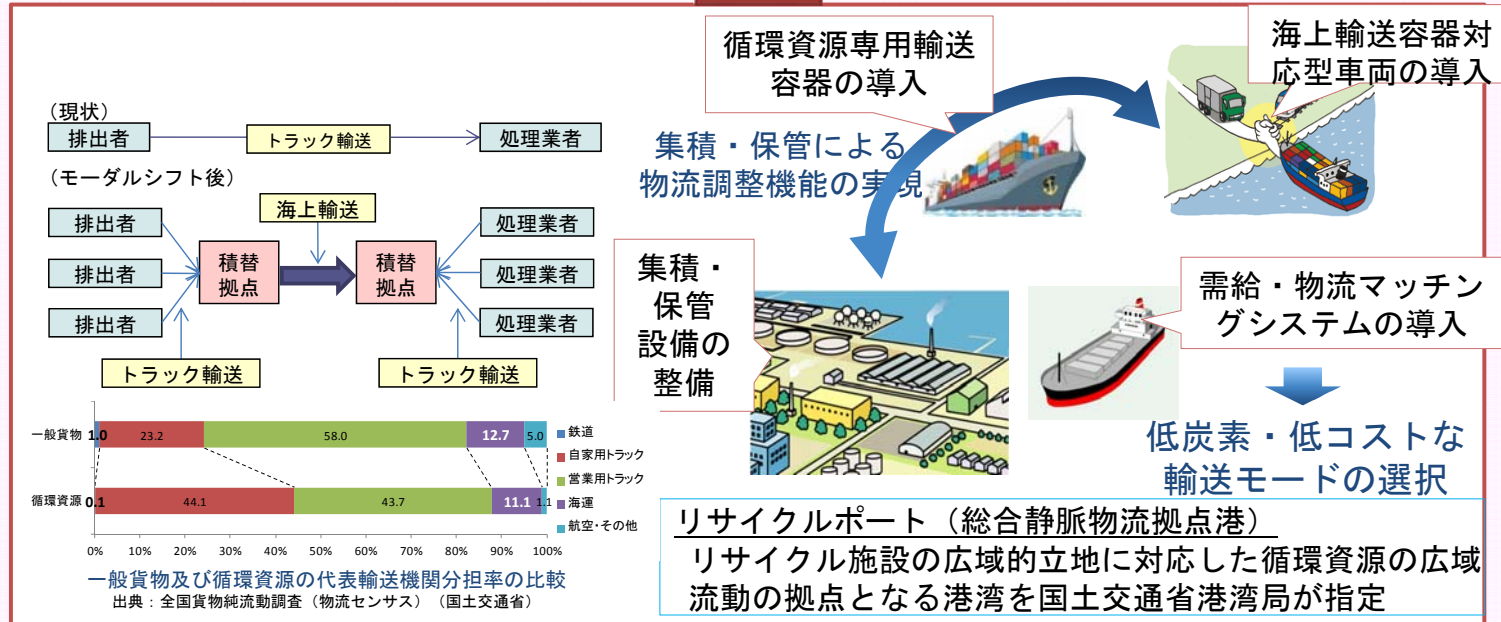 （現状）
排出者
トラック輸送
処理業者
（モーダルシフト後）
海上輸送
排出者
排出者
排出者
積替
拠点
積替
拠点
処理業者
処理業者
処理業者
トラック輸送
トラック輸送
一般貨物
1.0
23.2
58.0
12.7
5.0
循環資源
0.1
44.1
43.7
11.1
1.1
鉄道
自家用トラック
営業用トラック
海運
航空･その他
0%
10%
20%
30%
40%
50%
60%
70%
80%
90%
100%
一般貨物及び循環資源の代表輸送機関分担率の比較
出典：全国貨物純流動調査（物流センサス）（国土交通省）
循環資源専用輸送
容器の導入
海上輸送容器対
応型車両の導入
集積・保管による
物流調整機能の実現
集積・
保管
設備の
整備
需給・物流マッチン
グシステムの導入
低炭素・低コストな
輸送モードの選択
リサイクルポート（総合静脈物流拠点港）
リサイクル施設の広域的立地に対応した循環資源の広域
流動の拠点となる港湾を国土交通省港湾局が指定